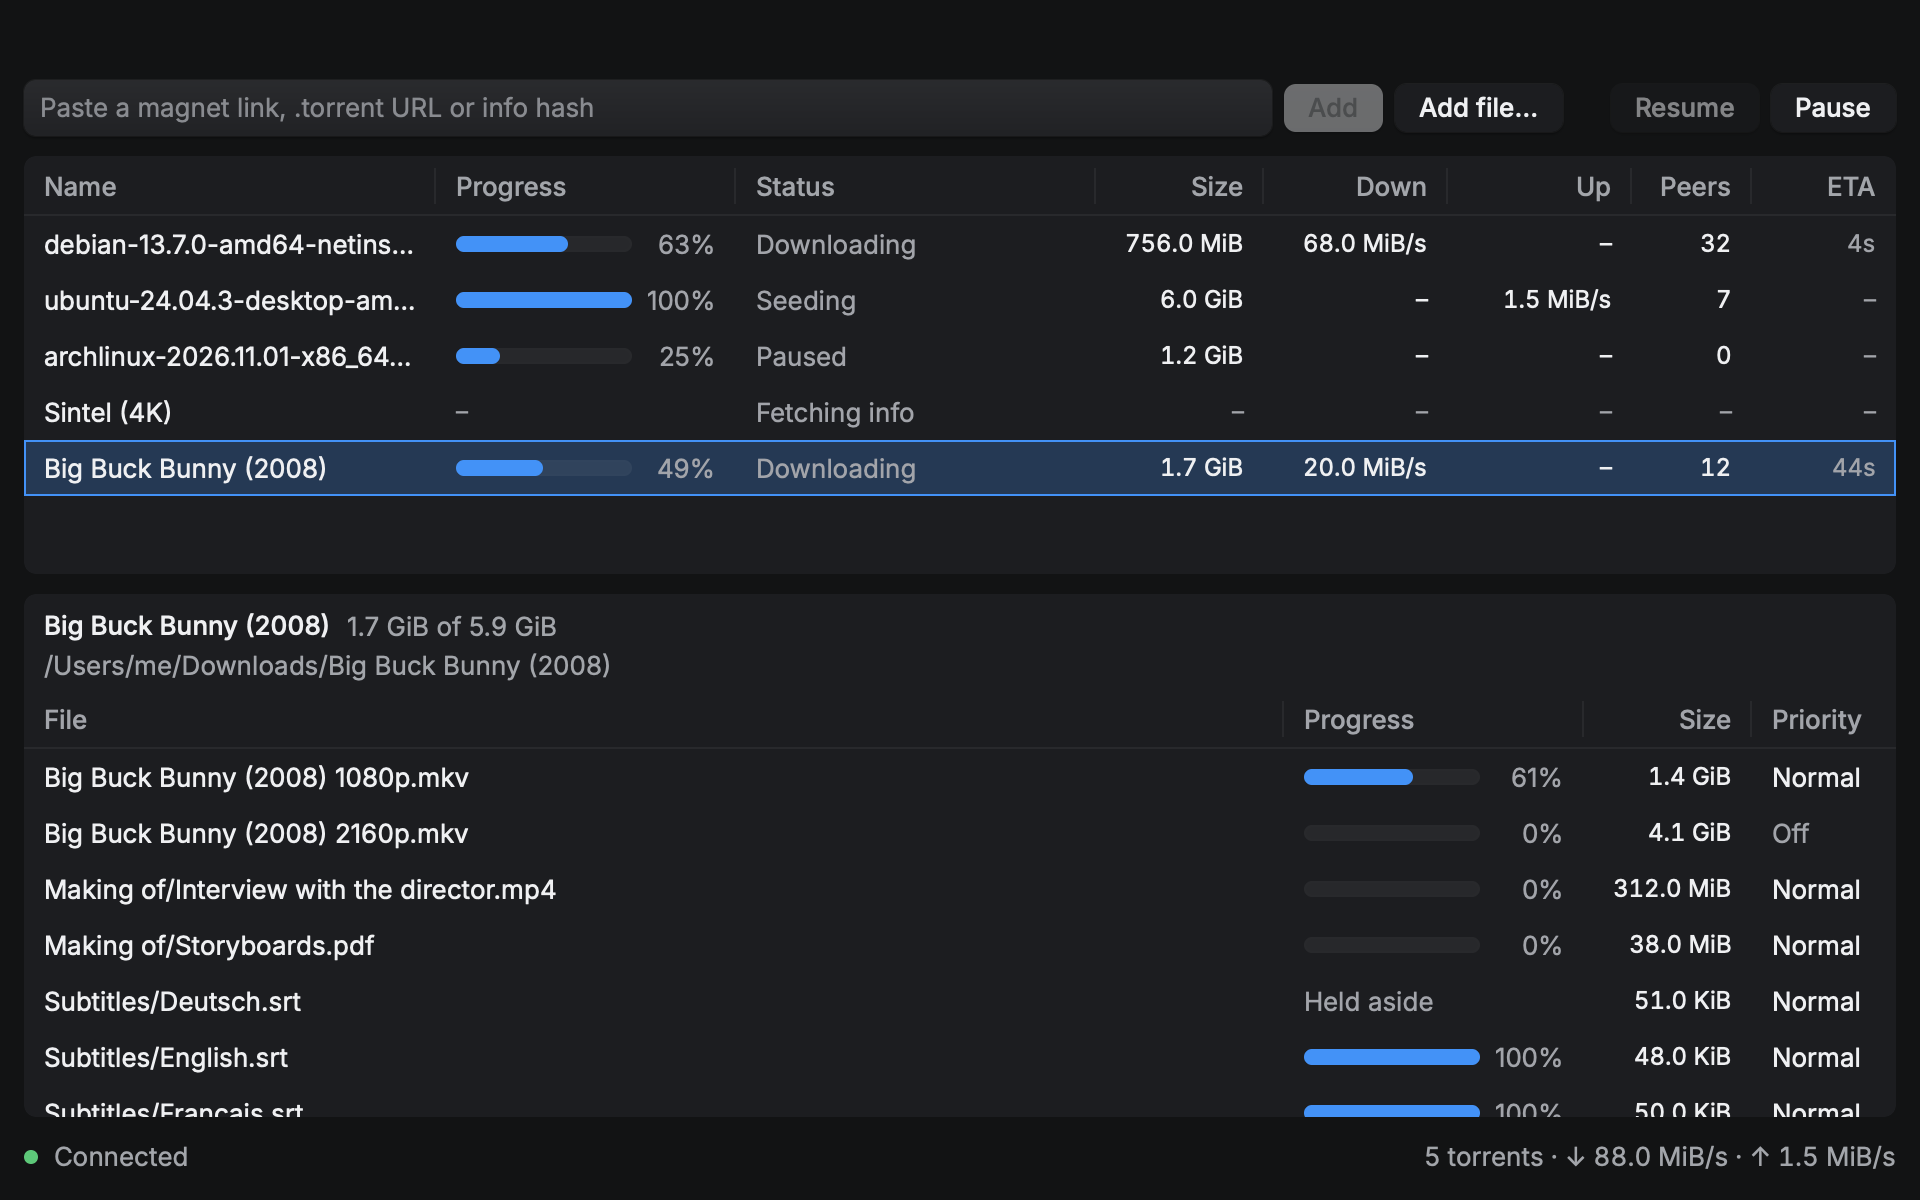 Paste a magnet link, .torrent URL or info hash Add Add file... Resume Pause
Name Progress Status Size Down Up Peers ETA
debian-13.7.0-amd64-netins... 63% Downloading 756.0 MiB 68.0 MiB/s – 32 4s
ubuntu-24.04.3-desktop-am... 100% Seeding 6.0 GiB – 1.5 MiB/s 7 –
archlinux-2026.11.01-x86_64... 25% Paused 1.2 GiB – – 0 –
Sintel (4K) – Fetching info – – – – –
Big Buck Bunny (2008) 49% Downloading 1.7 GiB 20.0 MiB/s – 12 44s
Big Buck Bunny (2008) 1.7 GiB of 5.9 GiB
/Users/me/Downloads/Big Buck Bunny (2008)
File Progress Size Priority
Big Buck Bunny (2008) 1080p.mkv 61% 1.4 GiB Normal
Big Buck Bunny (2008) 2160p.mkv 0% 4.1 GiB Off
Making of/Interview with the director.mp4 0% 312.0 MiB Normal
Making of/Storyboards.pdf 0% 38.0 MiB Normal
Subtitles/Deutsch.srt Held aside 51.0 KiB Normal
Subtitles/English.srt 100% 48.0 KiB Normal
Subtitles/Francais.srt 100% 50.0 KiB Normal
Connected 5 torrents · ↓ 88.0 MiB/s · ↑ 1.5 MiB/s